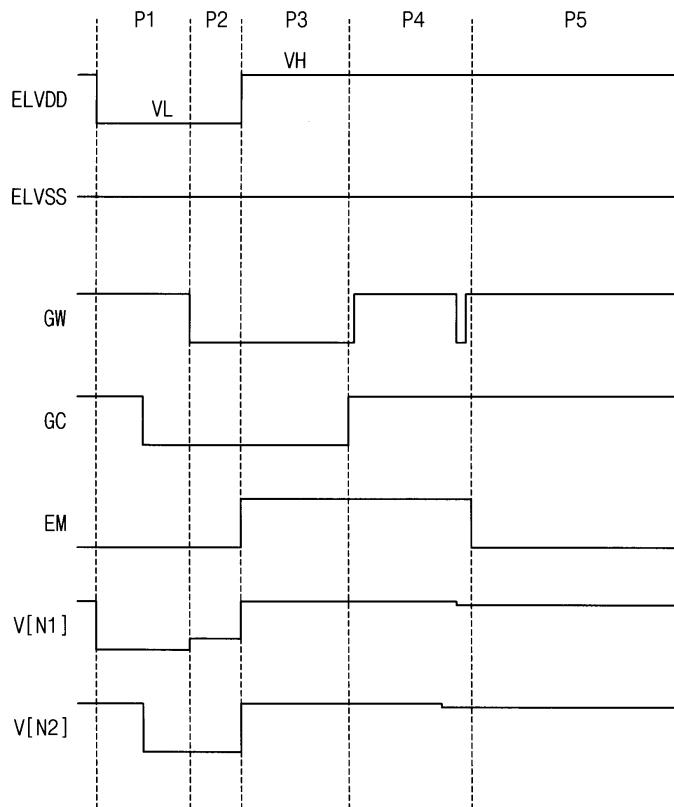 P1 P2 P3 P4 P5
VH
ELVDD
VL
ELVSS
GW
GC
EM
V[N1]
V[N2]